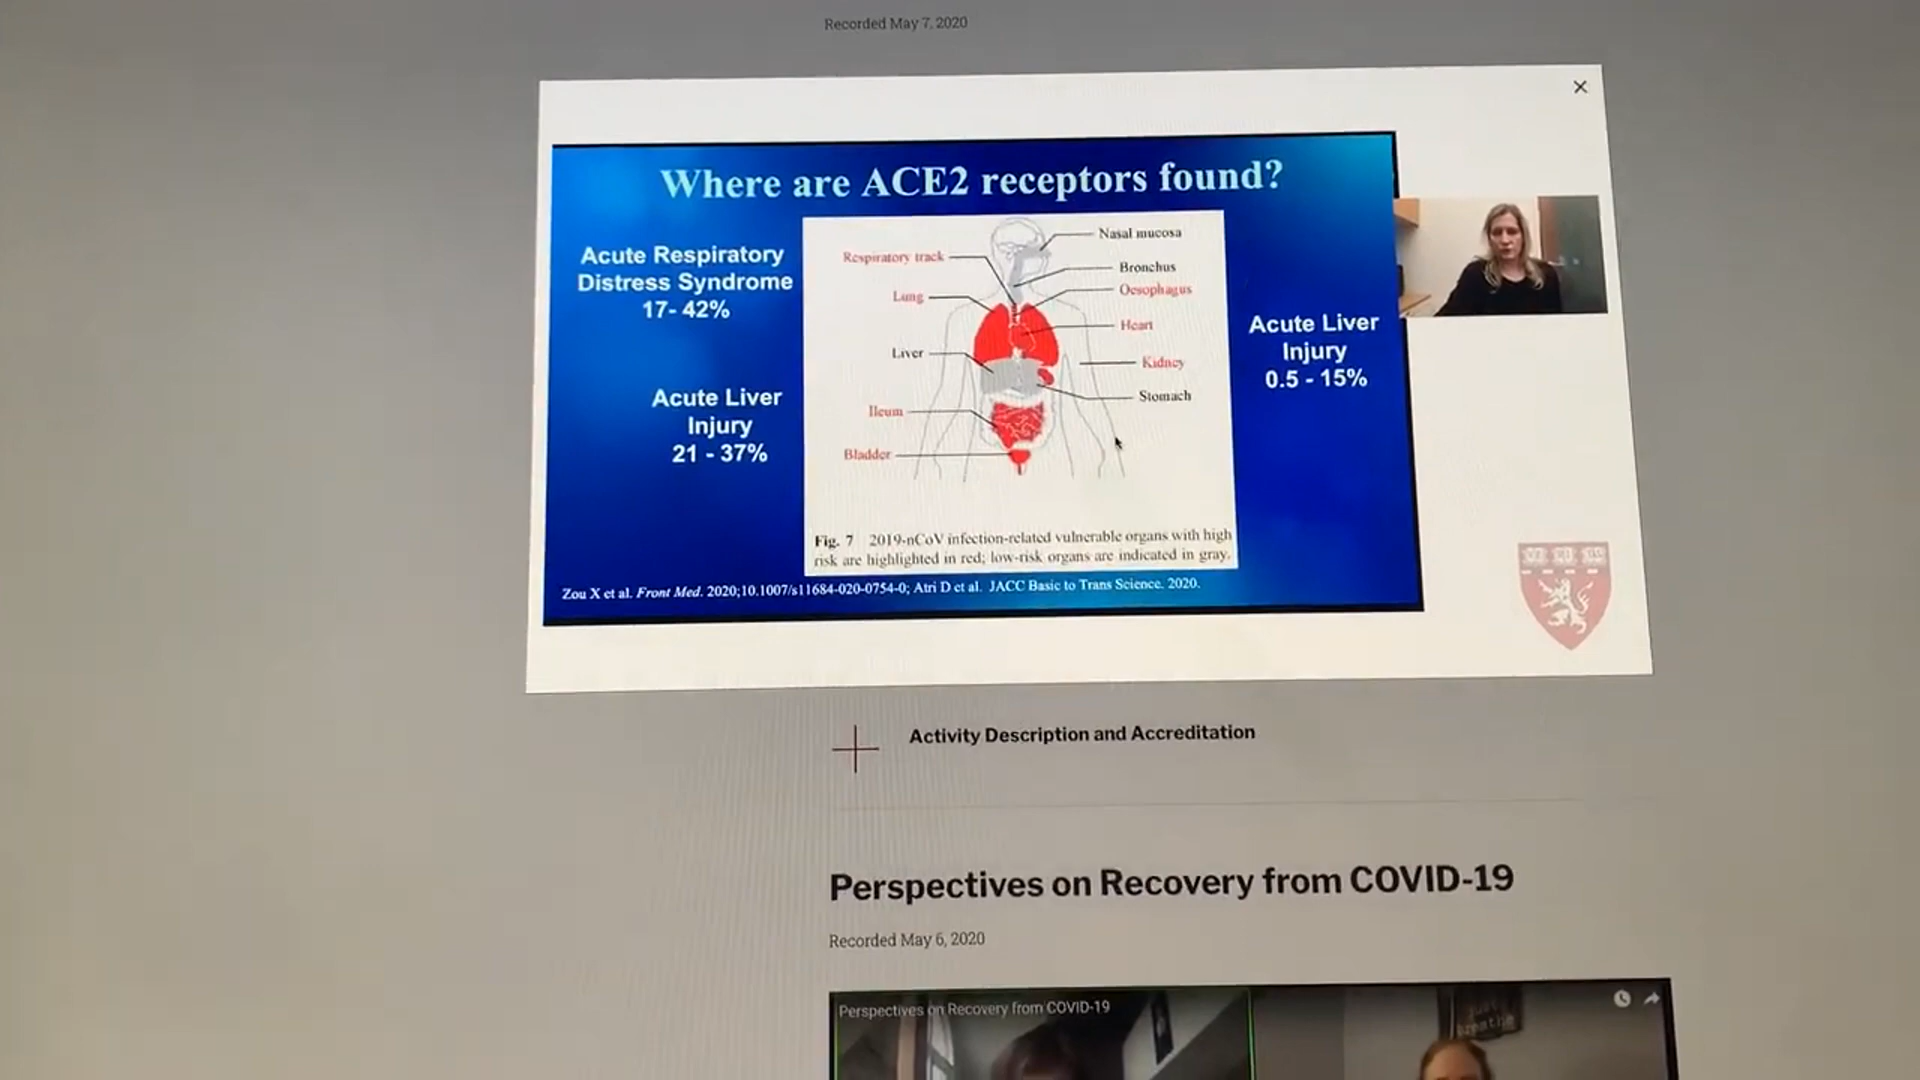 Recorded May 7, 2020
Where are ACE2 receptors found?
Acute Respiratory
Distress Syndrome
17- 42%
Acute Liver
Injury
21 - 37%
Nasal mucosa
Respiratory track
Bronchus
Oesophagus
Lung
Heart
Liver
Kidney
Stomach
Ileum
Bladder
Acute Liver
Injury
0.5 - 15%
Fig. 7 2019-nCoV infection-related vulnerable organs with high
risk are highlighted in red; low-risk organs are indicated in gray.
Zou X et al. Front Med. 2020;10.1007/s11684-020-0754-0; Atri D et al. JACC Basic to Trans Science. 2020.
Activity Description and Accreditation
Perspectives on Recovery from COVID-19
Recorded May 6, 2020
Perspectives on Recovery from COVID-19
breathe